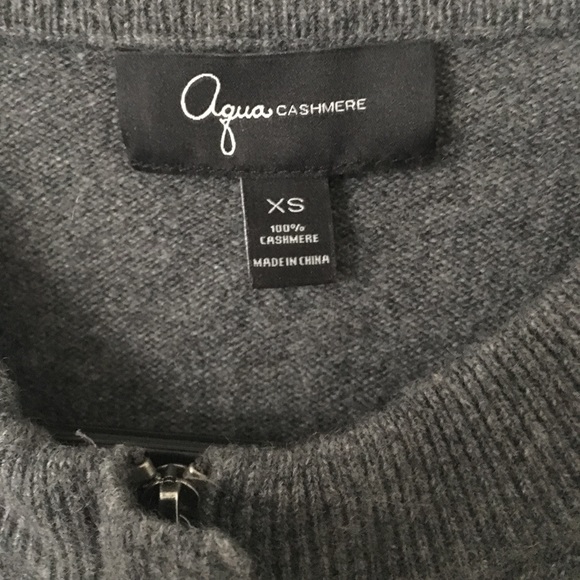 Aqua CASHMERE
XS
100%
CASHMERE
MADE IN CHINA